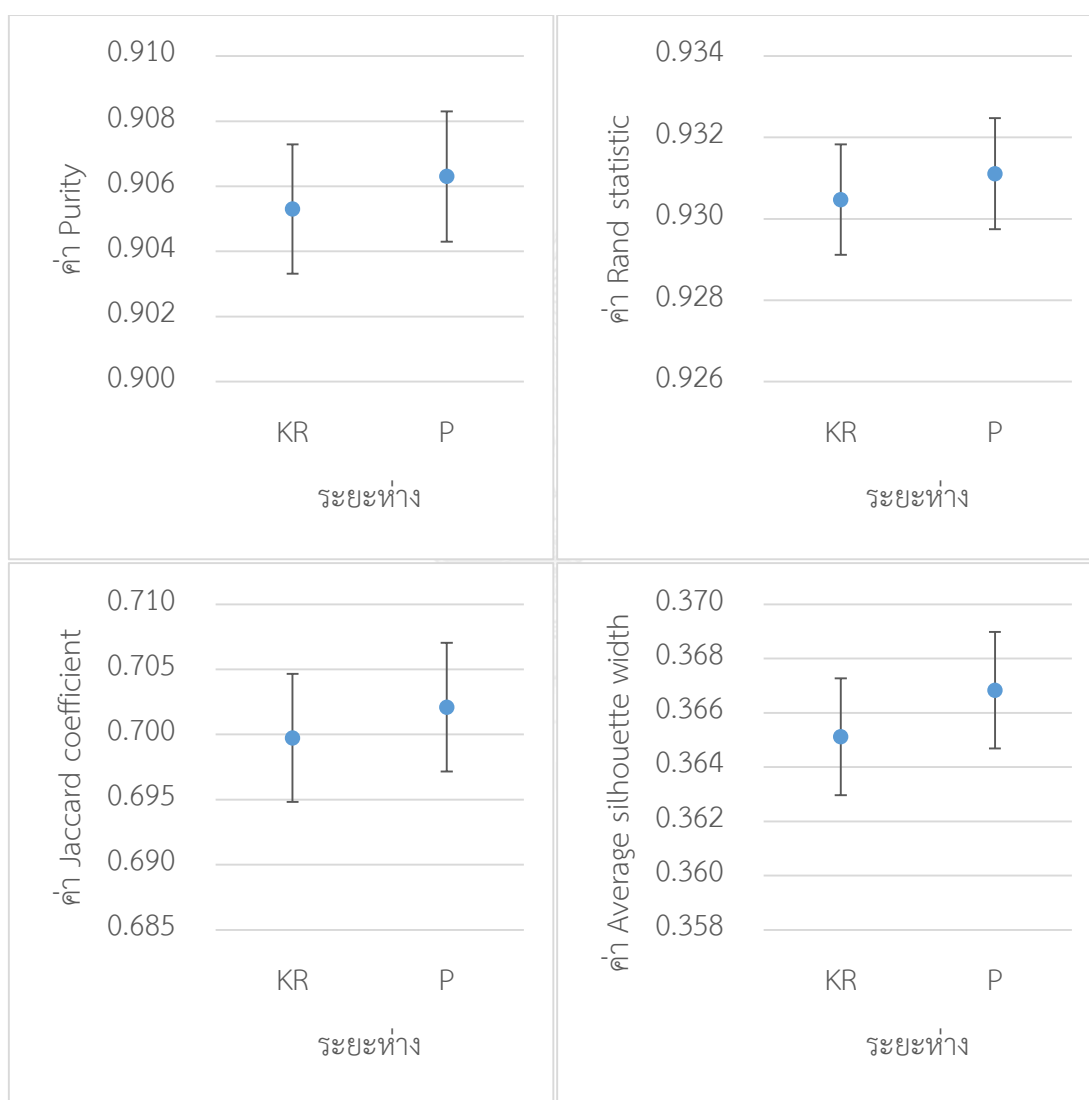 0.910
0.908
0.906
0.904
0.902
0.900
ค่า Purity
KR P
ระยะห่าง
0.934
0.932
0.930
0.928
0.926
ค่า Rand statistic
KR P
ระยะห่าง
0.710
0.705
0.700
0.695
0.690
0.685
ค่า Jaccard coefficient
KR P
ระยะห่าง
0.370
0.368
0.366
0.364
0.362
0.360
0.358
ค่า Average silhouette width
KR P
ระยะห่าง